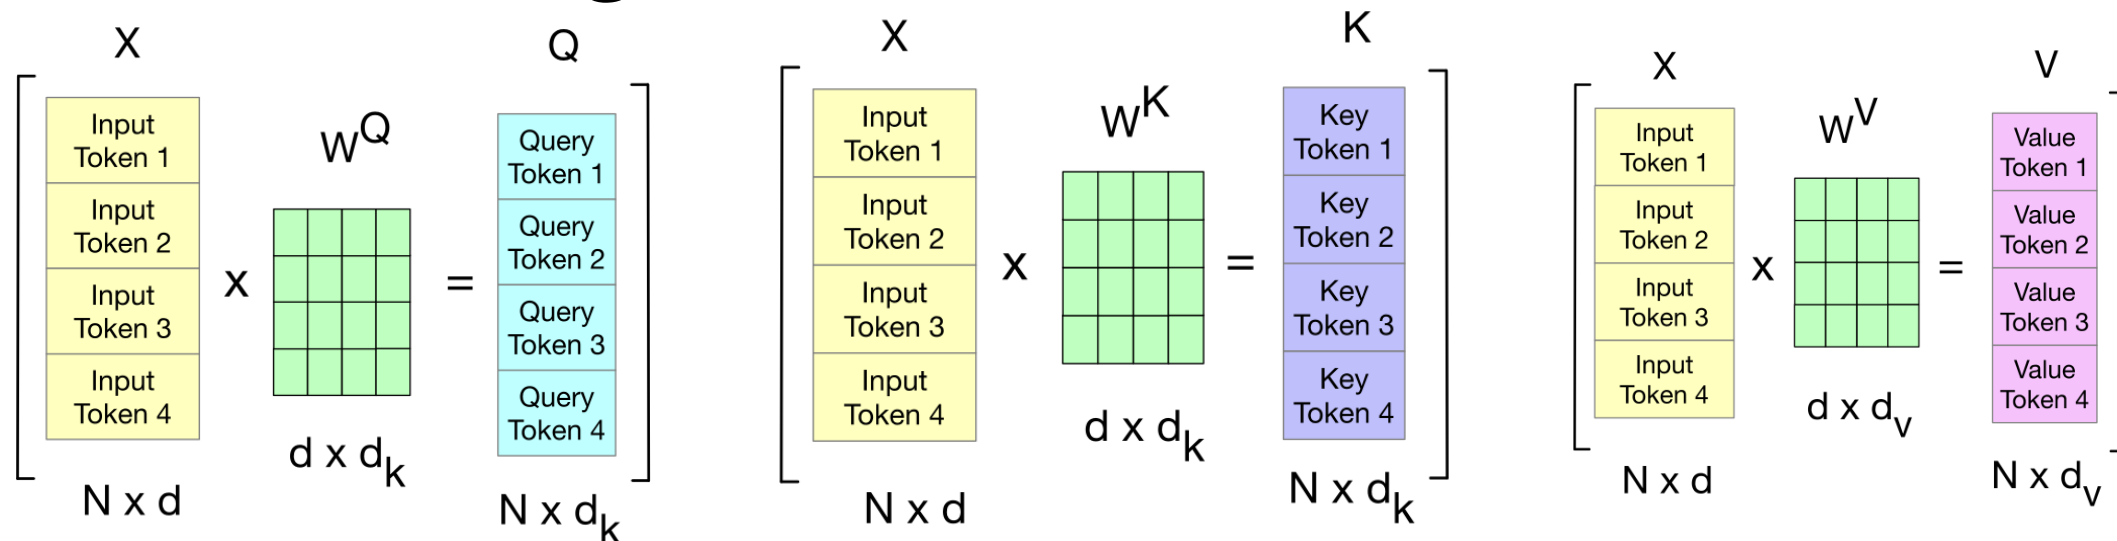 X
Input
Token 1
Input
Token 2
Input
Token 3
Input
Token 4
N x d
x
W^Q
d x d_k
=
Q
Query
Token 1
Query
Token 2
Query
Token 3
Query
Token 4
N x d_k
X
Input
Token 1
Input
Token 2
Input
Token 3
Input
Token 4
N x d
x
W^K
d x d_k
=
K
Key
Token 1
Key
Token 2
Key
Token 3
Key
Token 4
N x d_k
X
Input
Token 1
Input
Token 2
Input
Token 3
Input
Token 4
N x d
x
W^V
d x d_v
=
V
Value
Token 1
Value
Token 2
Value
Token 3
Value
Token 4
N x d_v